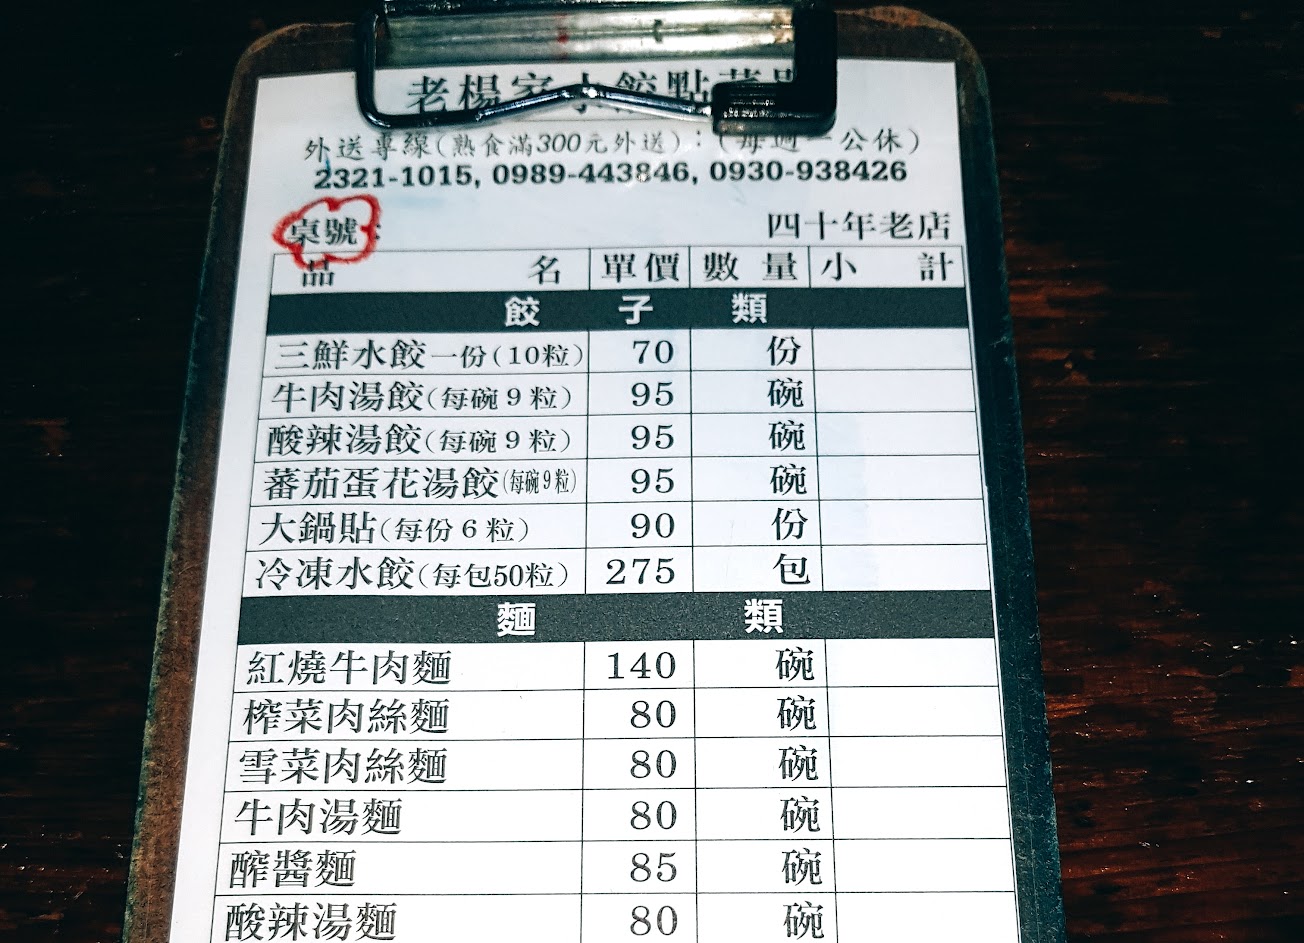 老楊家水餃點菜單
外送專線(熟食滿300元外送):(每週一公休)
2321-1015, 0989-443846, 0930-938426
桌號: 四十年老店
品名 單價 數量 小計
餃子類
三鮮水餃一份(10粒) 70 份
牛肉湯餃(每碗9粒) 95 碗
酸辣湯餃(每碗9粒) 95 碗
蕃茄蛋花湯餃(每碗9粒) 95 碗
大鍋貼(每份6粒) 90 份
冷凍水餃(每包50粒) 275 包
麵類
紅燒牛肉麵 140 碗
榨菜肉絲麵 80 碗
雪菜肉絲麵 80 碗
牛肉湯麵 80 碗
醡醬麵 85 碗
酸辣湯麵 80 碗